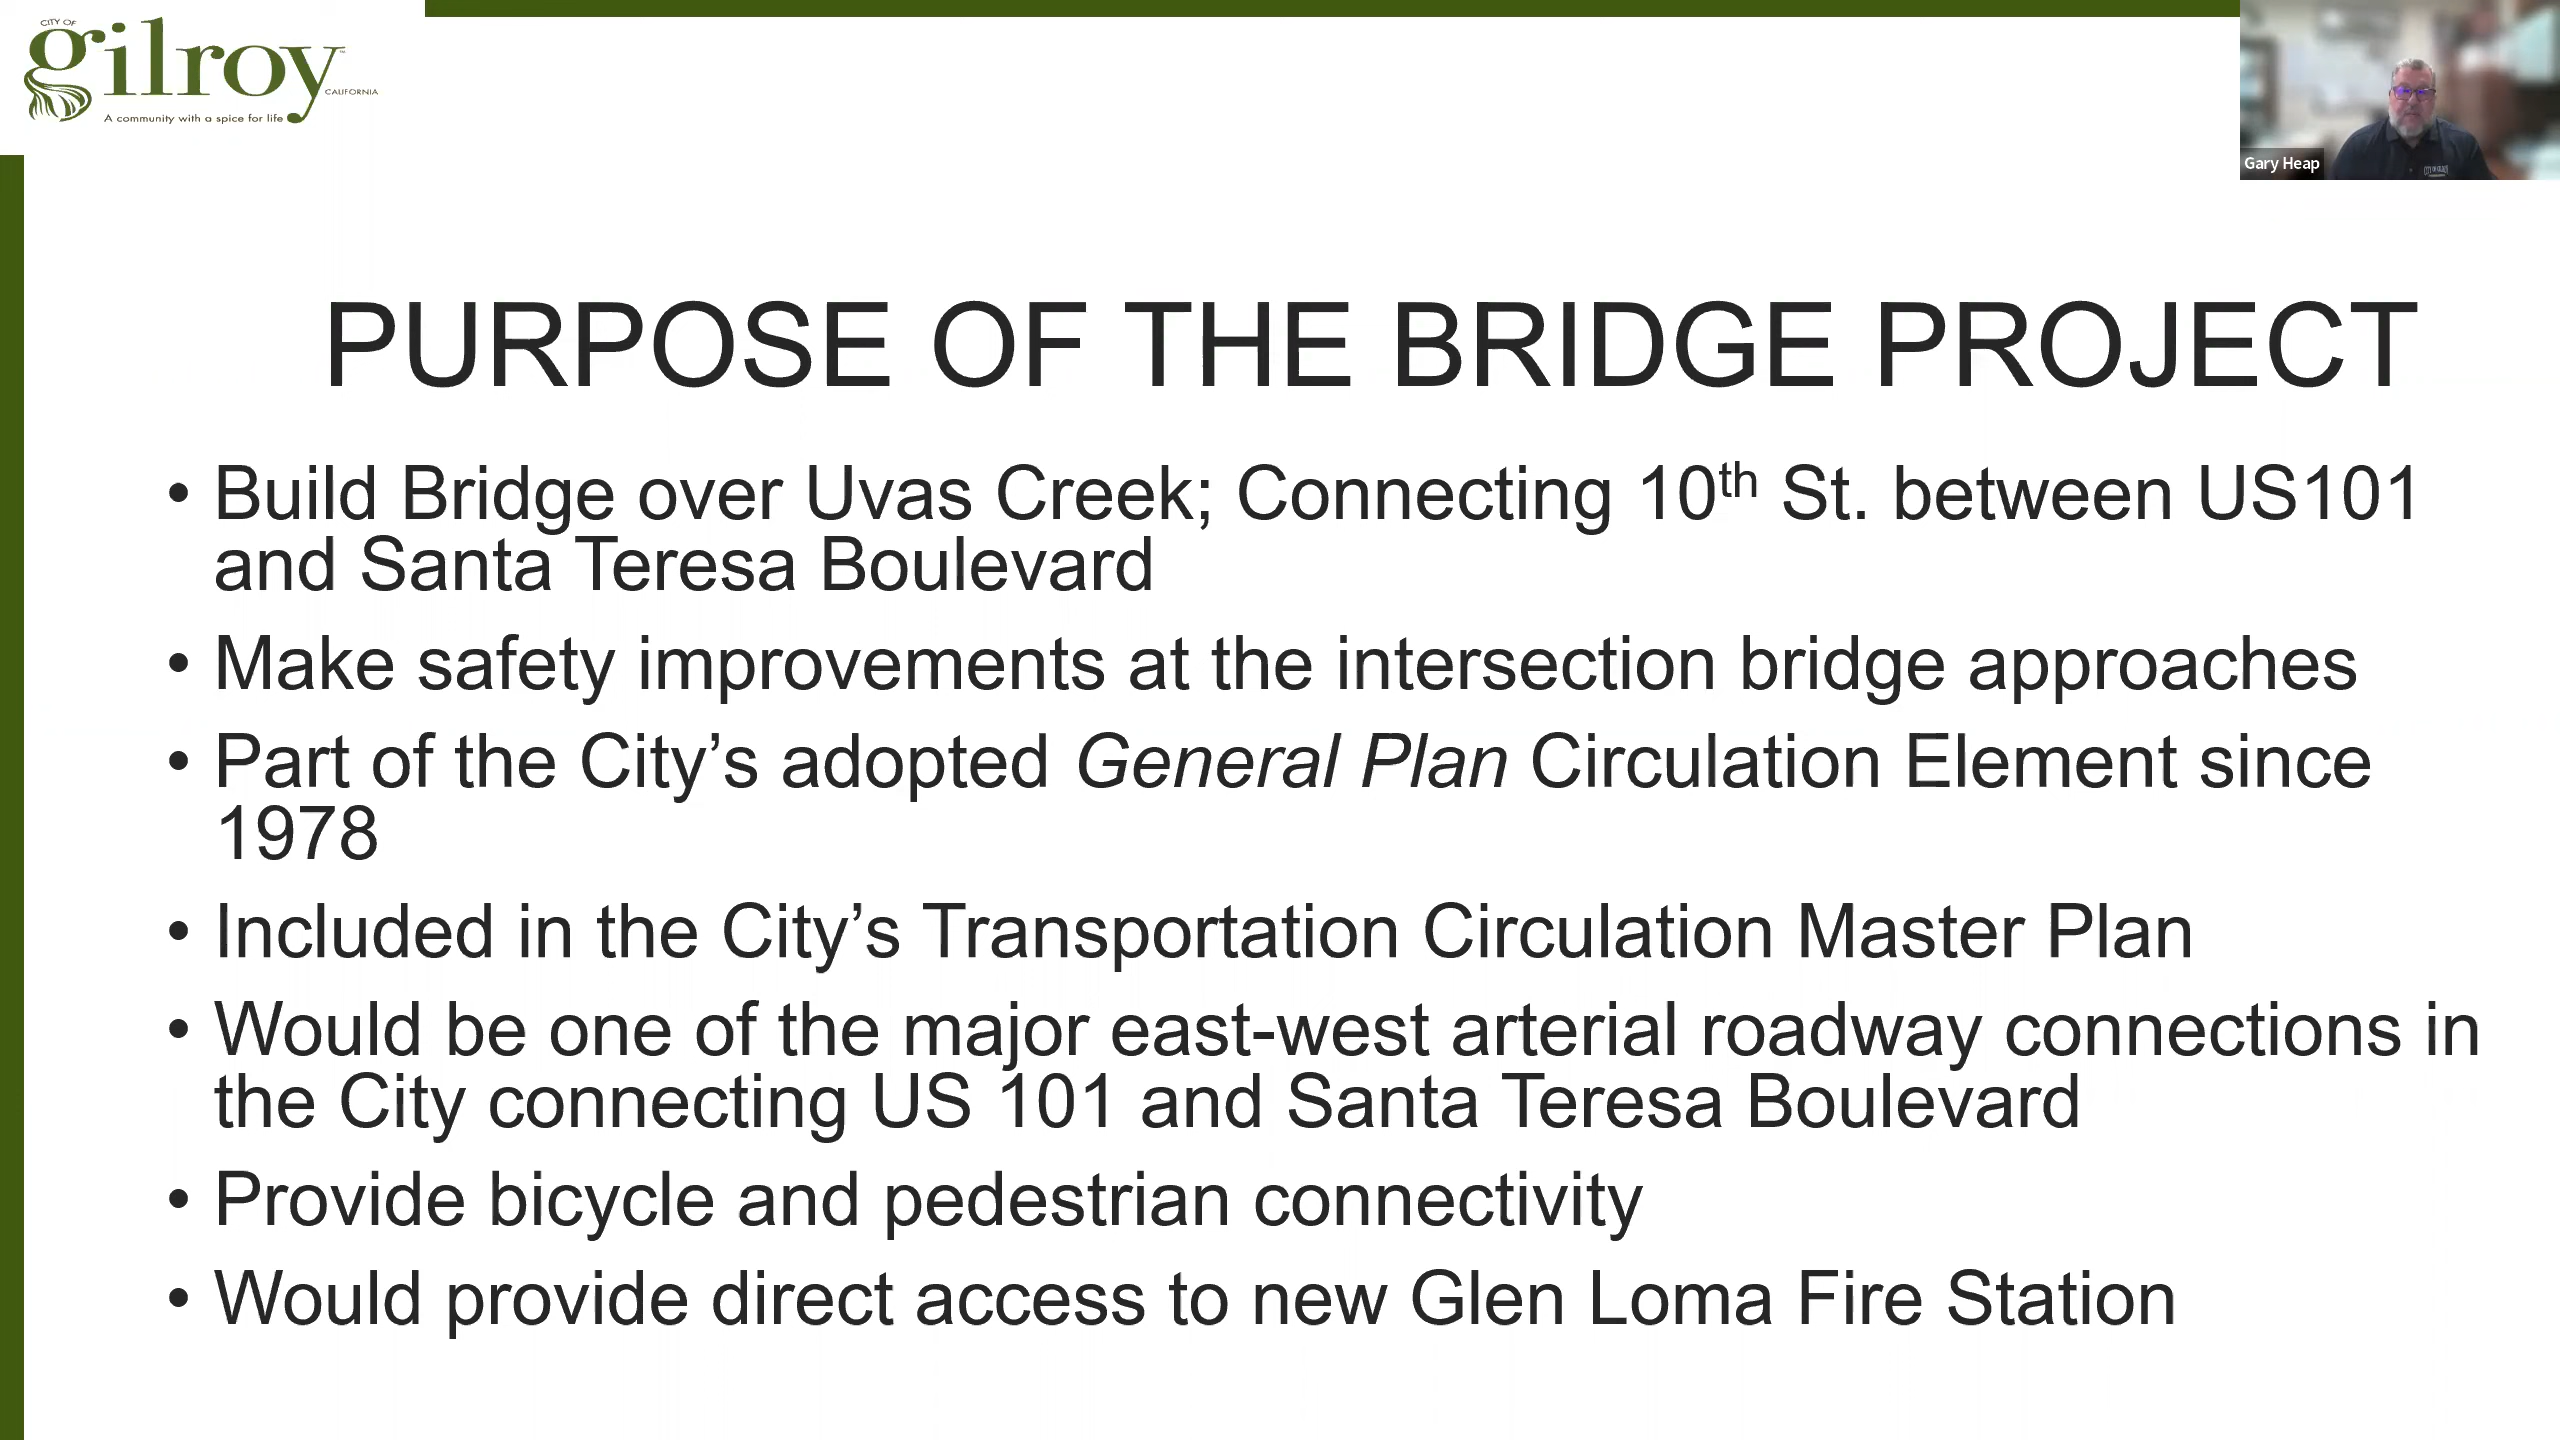 CITY OF
gilroy
CALIFORNIA
A community with a spice for life
Gary Heap
PURPOSE OF THE BRIDGE PROJECT
• Build Bridge over Uvas Creek; Connecting 10th St. between US101
and Santa Teresa Boulevard
• Make safety improvements at the intersection bridge approaches
• Part of the City’s adopted General Plan Circulation Element since
1978
• Included in the City’s Transportation Circulation Master Plan
• Would be one of the major east-west arterial roadway connections in
the City connecting US 101 and Santa Teresa Boulevard
• Provide bicycle and pedestrian connectivity
• Would provide direct access to new Glen Loma Fire Station